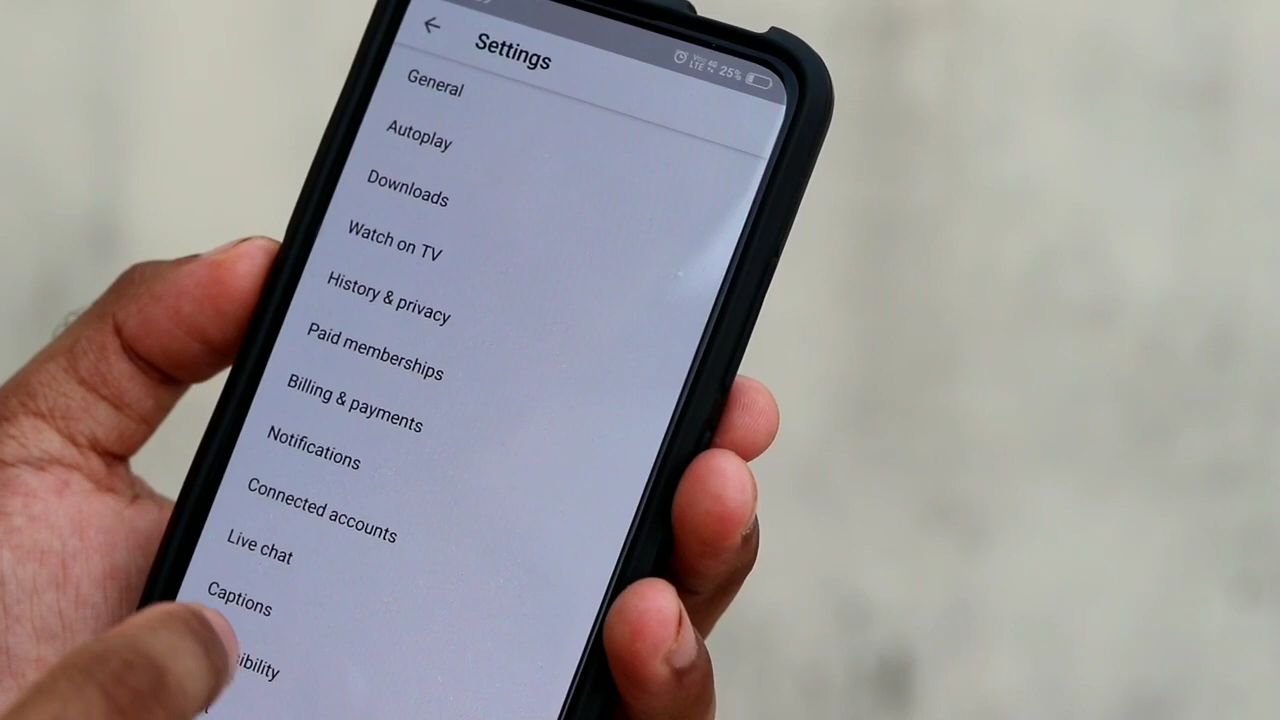 Settings
LTE 25%
General
Autoplay
Downloads
Watch on TV
History & privacy
Paid memberships
Billing & payments
Notifications
Connected accounts
Live chat
Captions
ibility